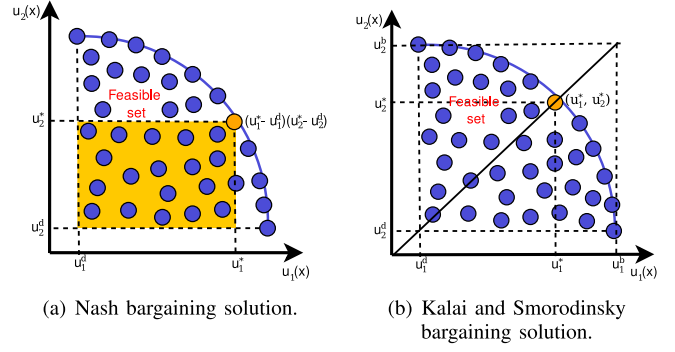 u₂(x)
Feasible
set
u₂*
(u₁*- u₁ᵈ)(u₂*- u₂ᵈ)
u₂ᵈ
u₁ᵈ
u₁*
u₁(x)
(a) Nash bargaining solution.
u₂(x)
u₂ᵇ
u₂*
Feasible
set
(u₁*, u₂*)
u₂ᵈ
u₁ᵈ
u₁*
u₁ᵇ
u₁(x)
(b) Kalai and Smorodinsky
bargaining solution.